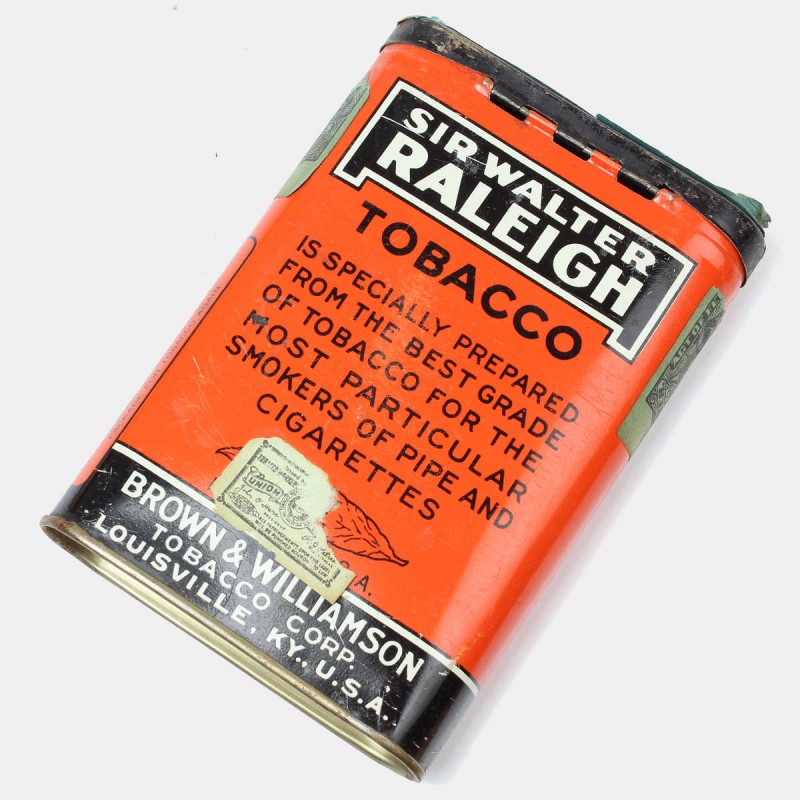 SIR WALTER
RALEIGH
TOBACCO
IS SPECIALLY PREPARED
FROM THE BEST GRADE
OF TOBACCO FOR THE
MOST PARTICULAR
SMOKERS OF PIPE AND
CIGARETTES
UNION
.A.
BROWN & WILLIAMSON
TOBACCO CORP.
LOUISVILLE, KY., U.S.A.